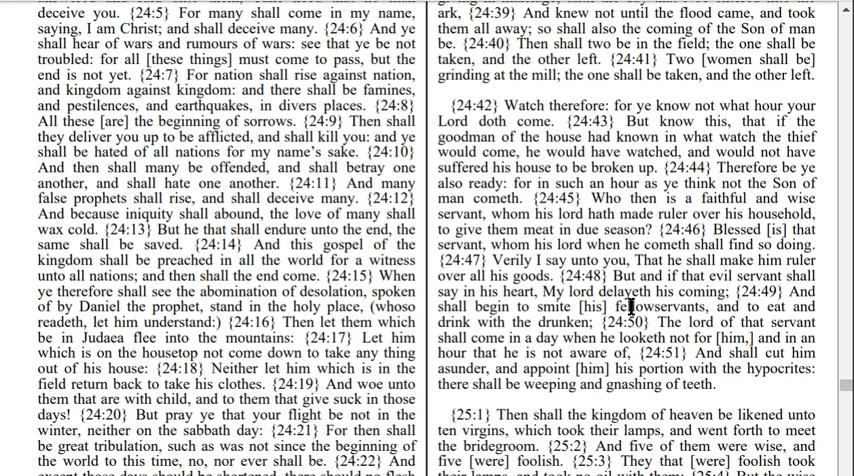 deceive you. {24:5} For many shall come in my name,
saying, I am Christ; and shall deceive many. {24:6} And ye
shall hear of wars and rumours of wars: see that ye be not
troubled: for all [these things] must come to pass, but the
end is not yet. {24:7} For nation shall rise against nation,
and kingdom against kingdom: and there shall be famines,
and pestilences, and earthquakes, in divers places. {24:8}
All these [are] the beginning of sorrows. {24:9} Then shall
they deliver you up to be afflicted, and shall kill you: and ye
shall be hated of all nations for my name’s sake. {24:10}
And then shall many be offended, and shall betray one
another, and shall hate one another. {24:11} And many
false prophets shall rise, and shall deceive many. {24:12}
And because iniquity shall abound, the love of many shall
wax cold. {24:13} But he that shall endure unto the end, the
same shall be saved. {24:14} And this gospel of the
kingdom shall be preached in all the world for a witness
unto all nations; and then shall the end come. {24:15} When
ye therefore shall see the abomination of desolation, spoken
of by Daniel the prophet, stand in the holy place, (whoso
readeth, let him understand:) {24:16} Then let them which
be in Judaea flee into the mountains: {24:17} Let him
which is on the housetop not come down to take any thing
out of his house: {24:18} Neither let him which is in the
field return back to take his clothes. {24:19} And woe unto
them that are with child, and to them that give suck in those
days! {24:20} But pray ye that your flight be not in the
winter, neither on the sabbath day: {24:21} For then shall
be great tribulation, such as was not since the beginning of
the world to this time, no, nor ever shall be. {24:22} And
ark, {24:39} And knew not until the flood came, and took
them all away; so shall also the coming of the Son of man
be. {24:40} Then shall two be in the field; the one shall be
taken, and the other left. {24:41} Two [women shall be]
grinding at the mill; the one shall be taken, and the other left.
{24:42} Watch therefore: for ye know not what hour your
Lord doth come. {24:43} But know this, that if the
goodman of the house had known in what watch the thief
would come, he would have watched, and would not have
suffered his house to be broken up. {24:44} Therefore be ye
also ready: for in such an hour as ye think not the Son of
man cometh. {24:45} Who then is a faithful and wise
servant, whom his lord hath made ruler over his household,
to give them meat in due season? {24:46} Blessed [is] that
servant, whom his lord when he cometh shall find so doing.
{24:47} Verily I say unto you, That he shall make him ruler
over all his goods. {24:48} But and if that evil servant shall
say in his heart, My lord delayeth his coming; {24:49} And
shall begin to smite [his] fellowservants, and to eat and
drink with the drunken; {24:50} The lord of that servant
shall come in a day when he looketh not for [him,] and in an
hour that he is not aware of, {24:51} And shall cut him
asunder, and appoint [him] his portion with the hypocrites:
there shall be weeping and gnashing of teeth.
{25:1} Then shall the kingdom of heaven be likened unto
ten virgins, which took their lamps, and went forth to meet
the bridegroom. {25:2} And five of them were wise, and
five [were] foolish. {25:3} They that [were] foolish took